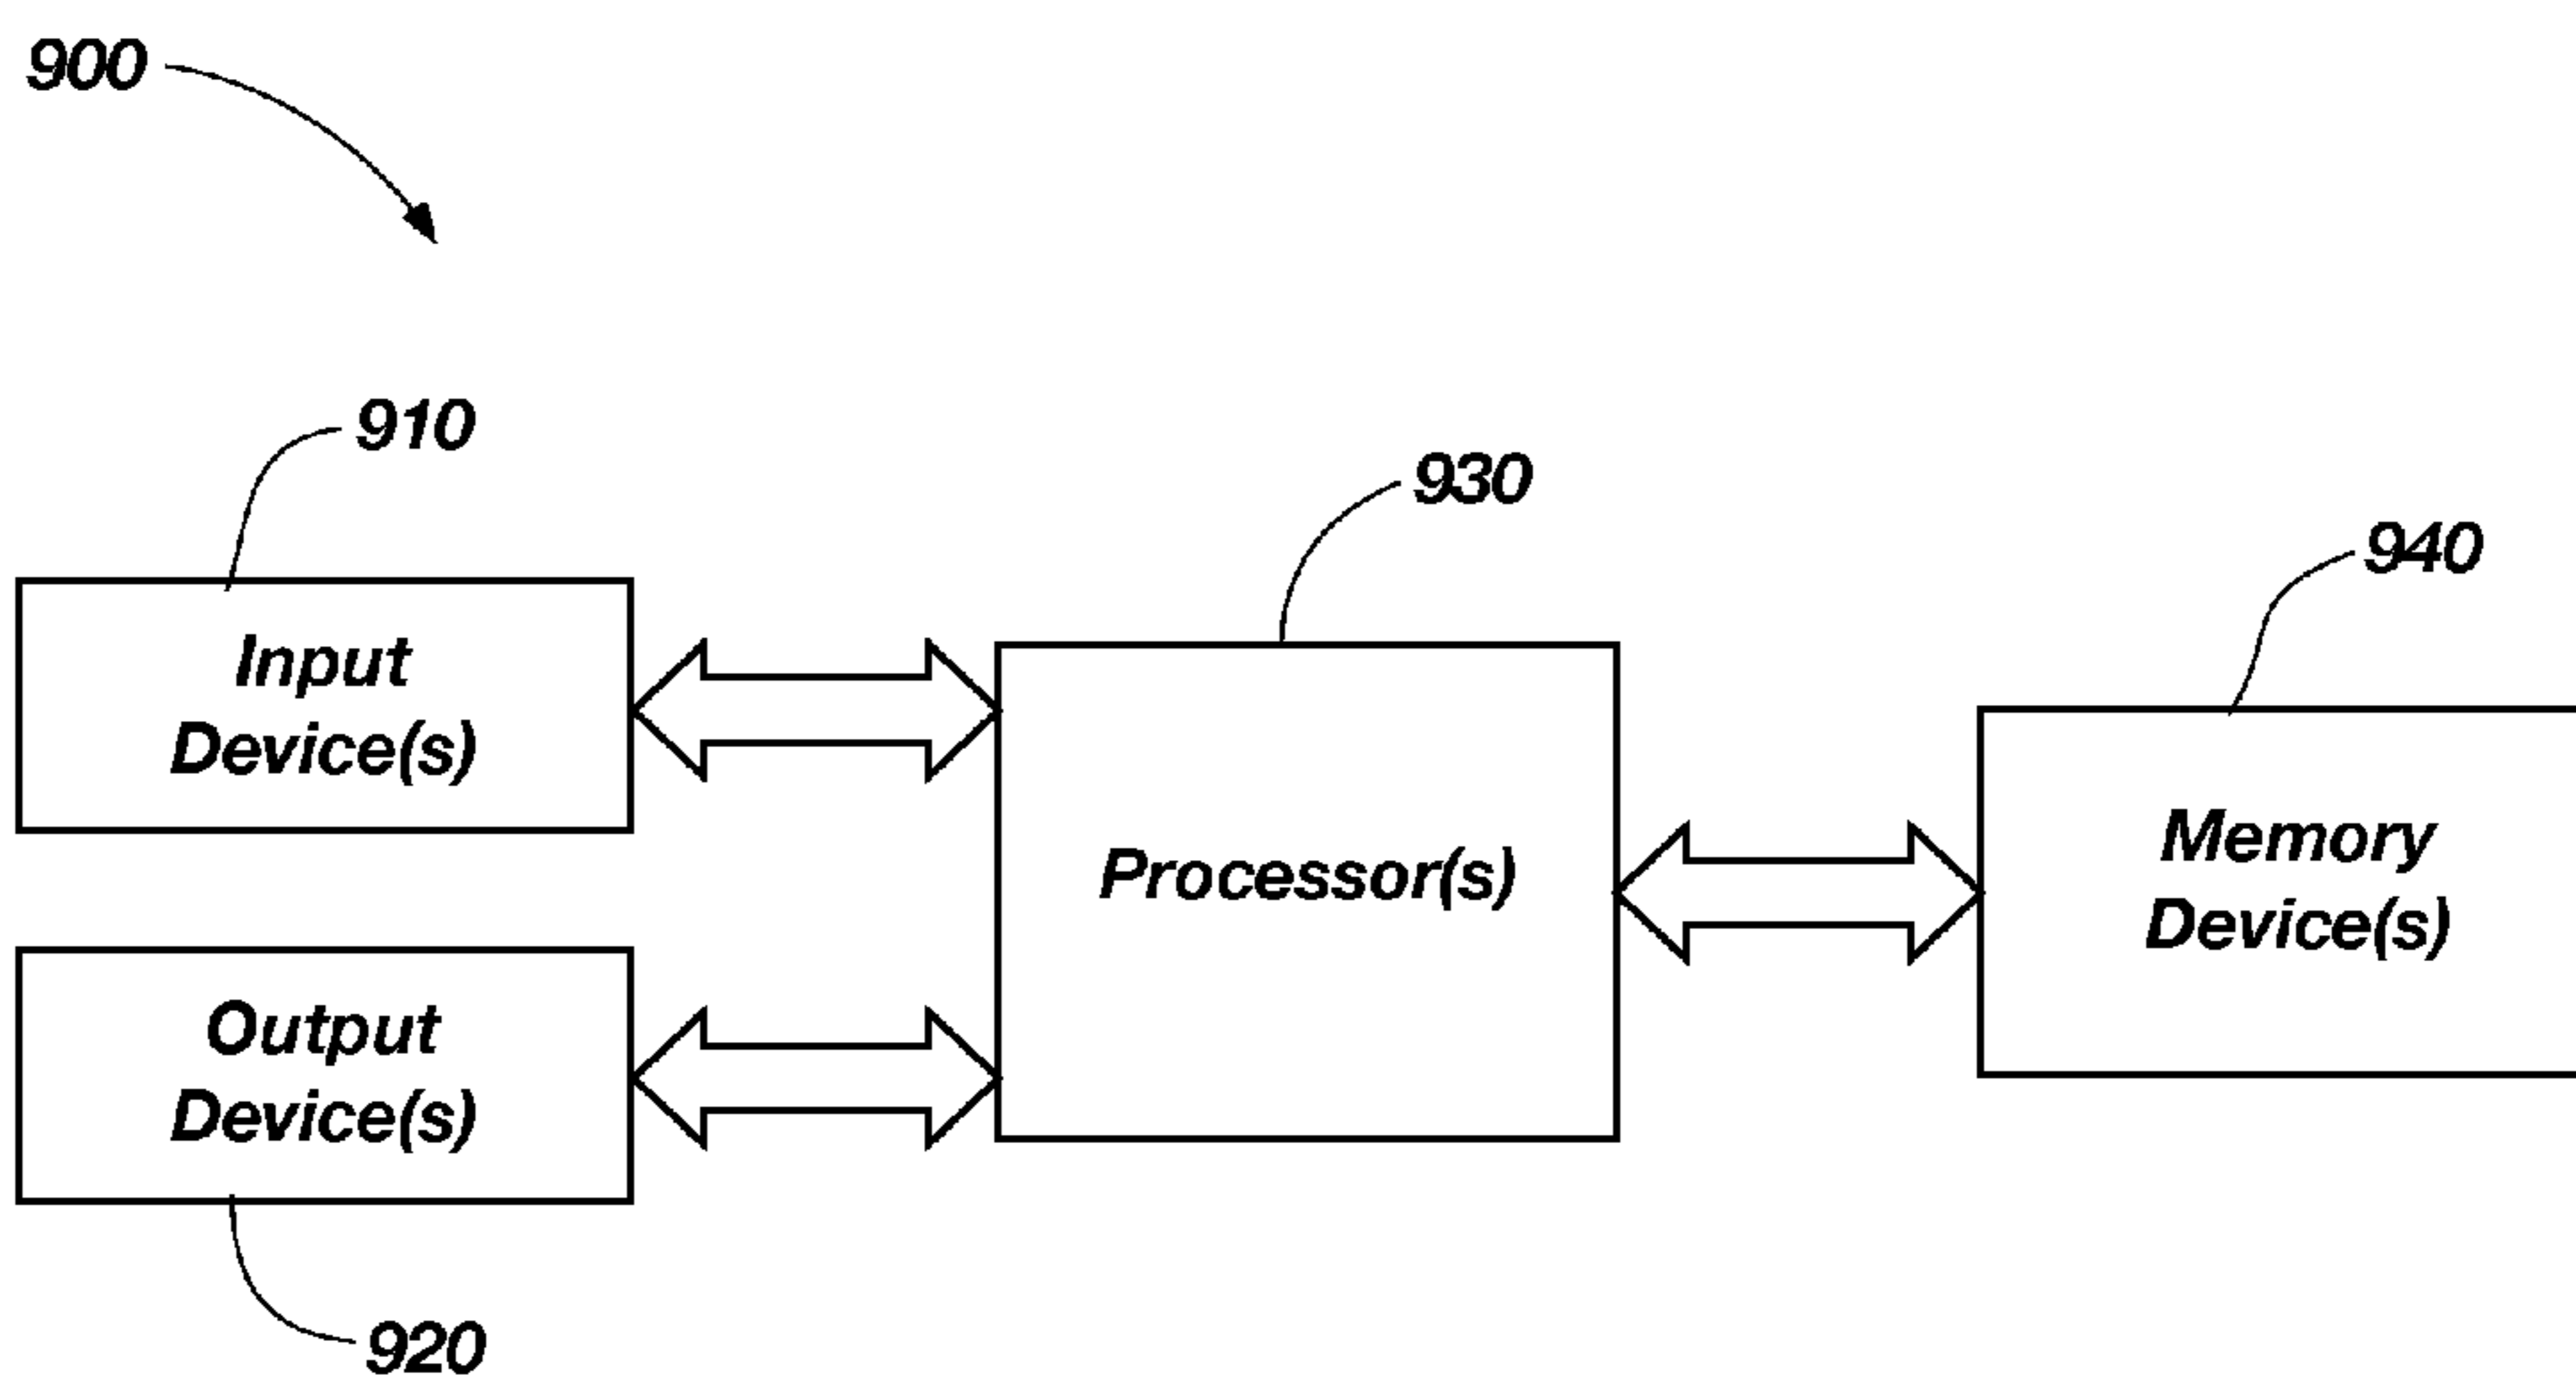 900
910
930
940
Input
Device(s)
Processor(s)
Memory
Device(s)
Output
Device(s)
920